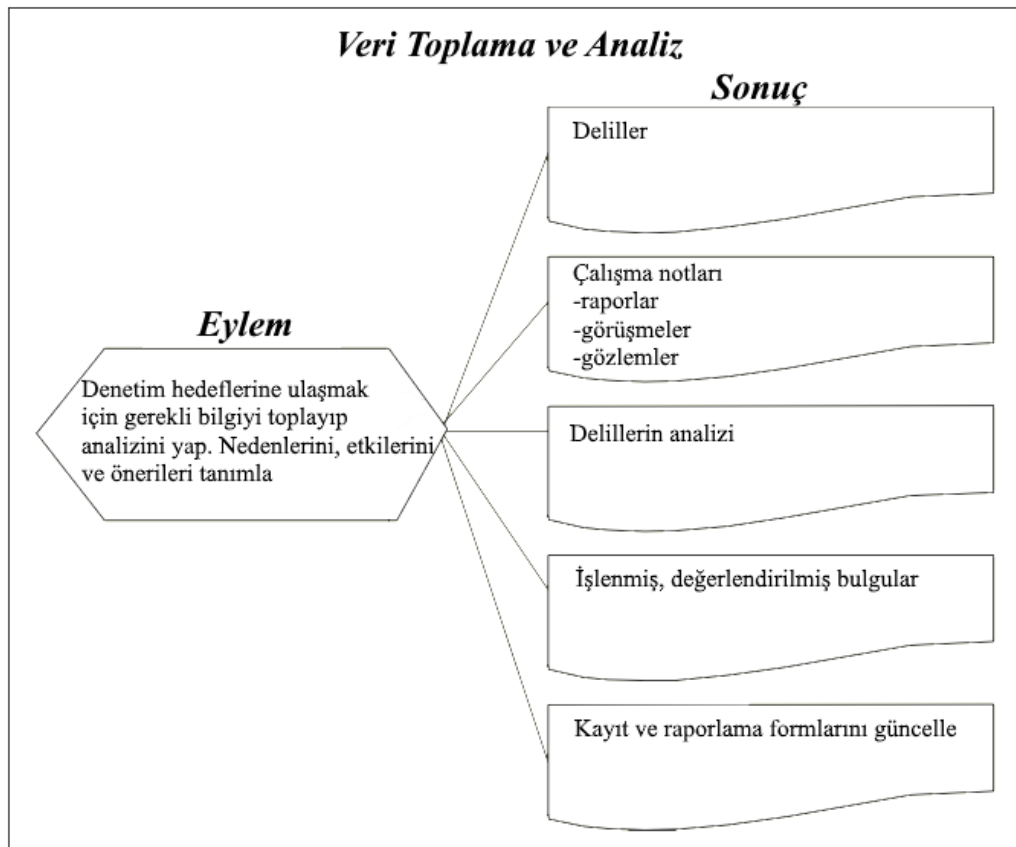 Veri Toplama ve Analiz
Sonuç
Deliller
Çalışma notları
-raporlar
-görüşmeler
-gözlemler
Eylem
Denetim hedeflerine ulaşmak
için gerekli bilgiyi toplayıp
analizini yap. Nedenlerini, etkilerini
ve önerileri tanımla
Delillerin analizi
İşlenmiş, değerlendirilmiş bulgular
Kayıt ve raporlama formlarını güncelle